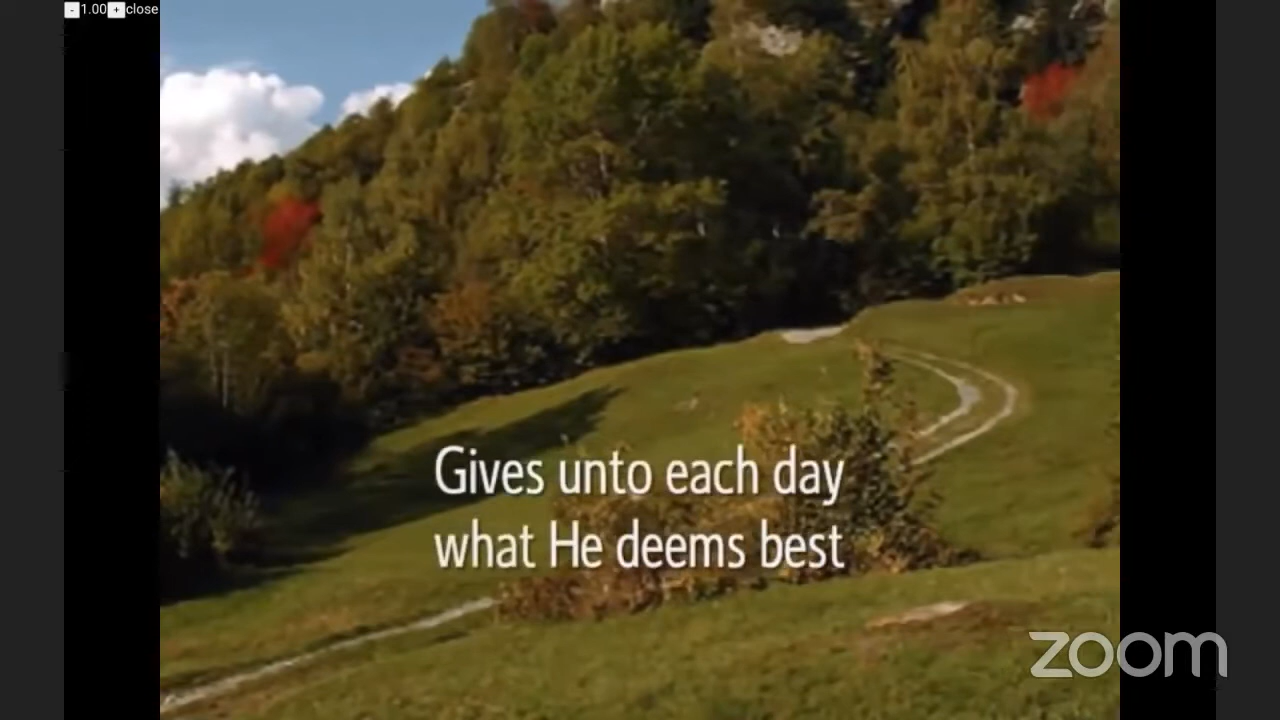 - 1.00 + close
Gives unto each day
what He deems best
zoom